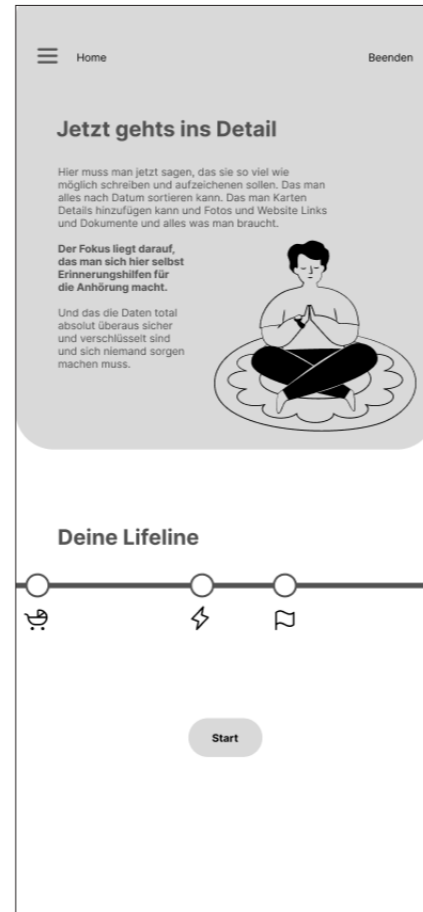 Home
Beenden
Jetzt gehts ins Detail
Hier muss man jetzt sagen, das sie so viel wie
möglich schreiben und aufzeichenen sollen. Das man
alles nach Datum sortieren kann. Das man Karten
Details hinzufügen kann und Fotos und Website Links
und Dokumente und alles was man braucht.
Der Fokus liegt darauf,
das man sich hier selbst
Erinnerungshilfen für
die Anhörung macht.
Und das die Daten total
absolut überaus sicher
und verschlüsselt sind
und sich niemand sorgen
machen muss.
Deine Lifeline
Start